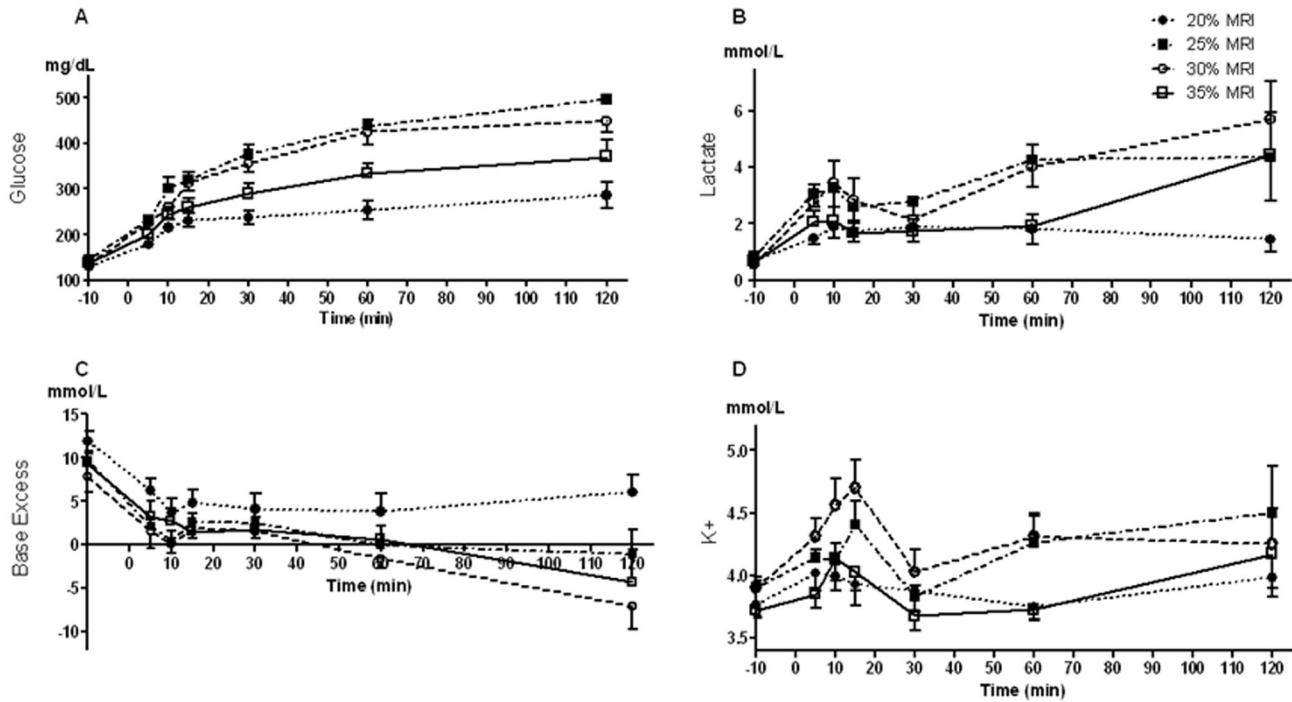 A
mg/dL
Glucose
500
400
300
200
100
-10 0 10 20 30 40 50 60 70 80 90 100 110 120
Time (min)
B
mmol/L
Lactate
6
4
2
0
-10 0 10 20 30 40 50 60 70 80 90 100 110 120
Time (min)
20% MRI
25% MRI
30% MRI
35% MRI
C
mmol/L
Base Excess
15
10
5
0
-5
-10
0 10 20 30 40 50 60 70 80 90 100 110 120
Time (min)
D
mmol/L
K+
5.0
4.5
4.0
3.5
-10 0 10 20 30 40 50 60 70 80 90 100 110 120
Time (min)